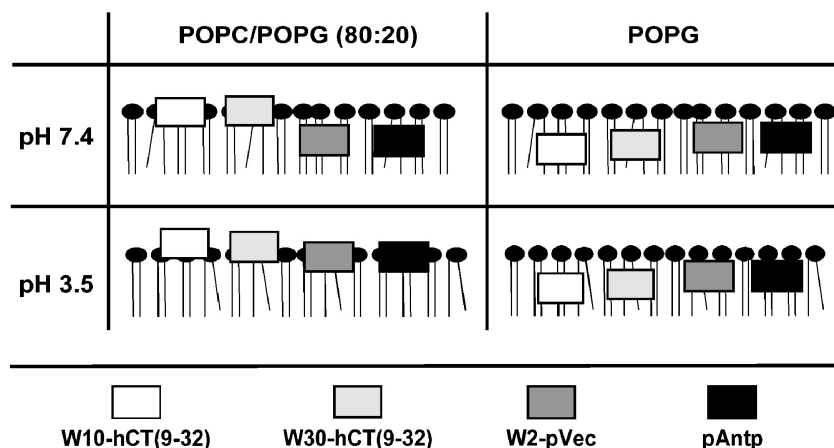 POPC/POPG (80:20) POPG
pH 7.4
pH 3.5
W10-hCT(9-32) W30-hCT(9-32) W2-pVec pAntp